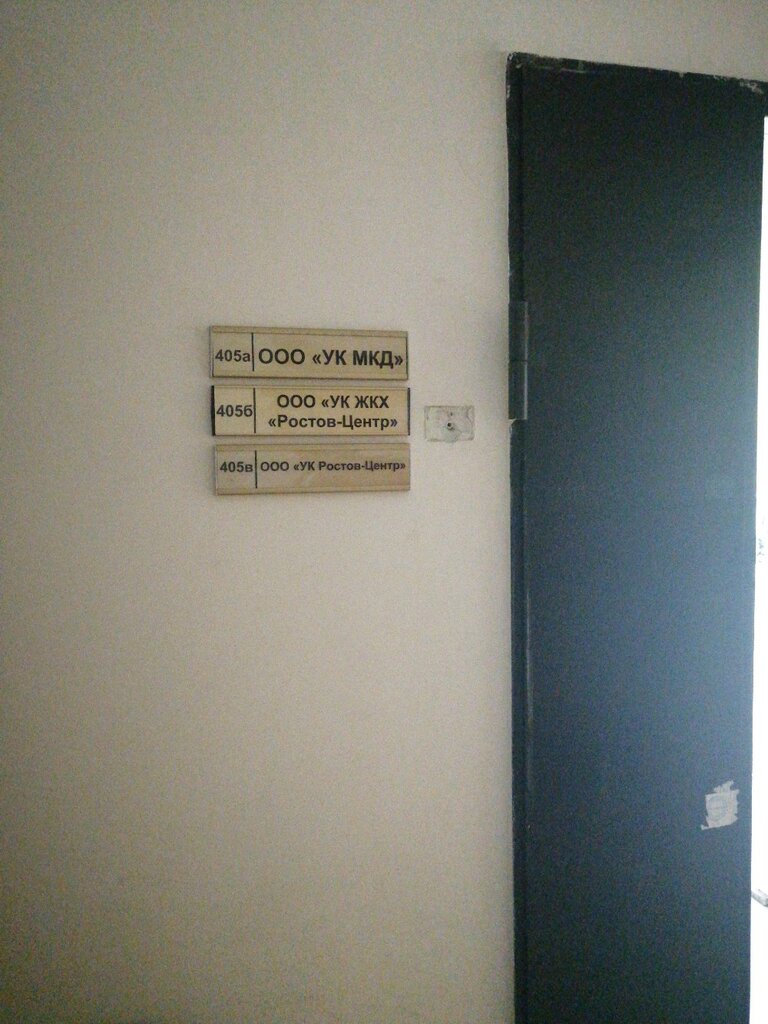 405а ООО «УК МКД»
405б ООО «УК ЖКХ
«Ростов-Центр»
405в ООО «УК Ростов-Центр»